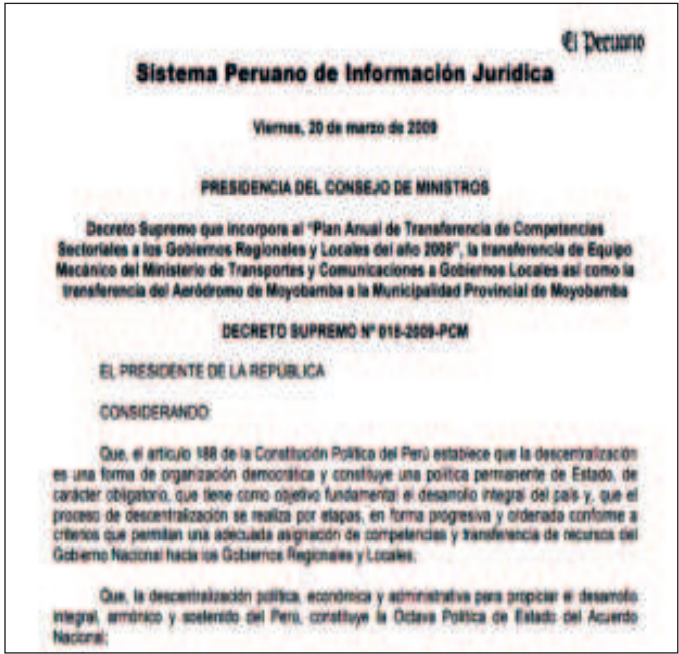 El Peruano
Sistema Peruano de Información Jurídica
Viernes, 20 de marzo de 2009
PRESIDENCIA DEL CONSEJO DE MINISTROS
Decreto Supremo que incorpora al "Plan Anual de Transferencia de Competencias
Sectoriales a los Gobiernos Regionales y Locales del año 2008", la transferencia de Equipo
Mecánico del Ministerio de Transportes y Comunicaciones a Gobiernos Locales así como la
transferencia del Aeródromo de Moyobamba a la Municipalidad Provincial de Moyobamba
DECRETO SUPREMO Nº -2009-PCM
EL PRESIDENTE DE LA REPÚBLICA
CONSIDERANDO:
Que, el artículo 188 de la Constitución Política del Perú establece que la descentralización
es una forma de organización democrática y constituye una política permanente de Estado, de
carácter obligatorio, que tiene como objetivo fundamental el desarrollo integral del país y, que el
proceso de descentralización se realiza por etapas, en forma progresiva y ordenada conforme a
criterios que permitan una adecuada asignación de competencias y transferencia de recursos del
Gobierno Nacional hacia los Gobiernos Regionales y Locales;
Que, la descentralización política, económica y administrativa para propiciar el desarrollo
integral, armónico y sostenido del Perú, constituye la Octava Política de Estado del Acuerdo
Nacional;